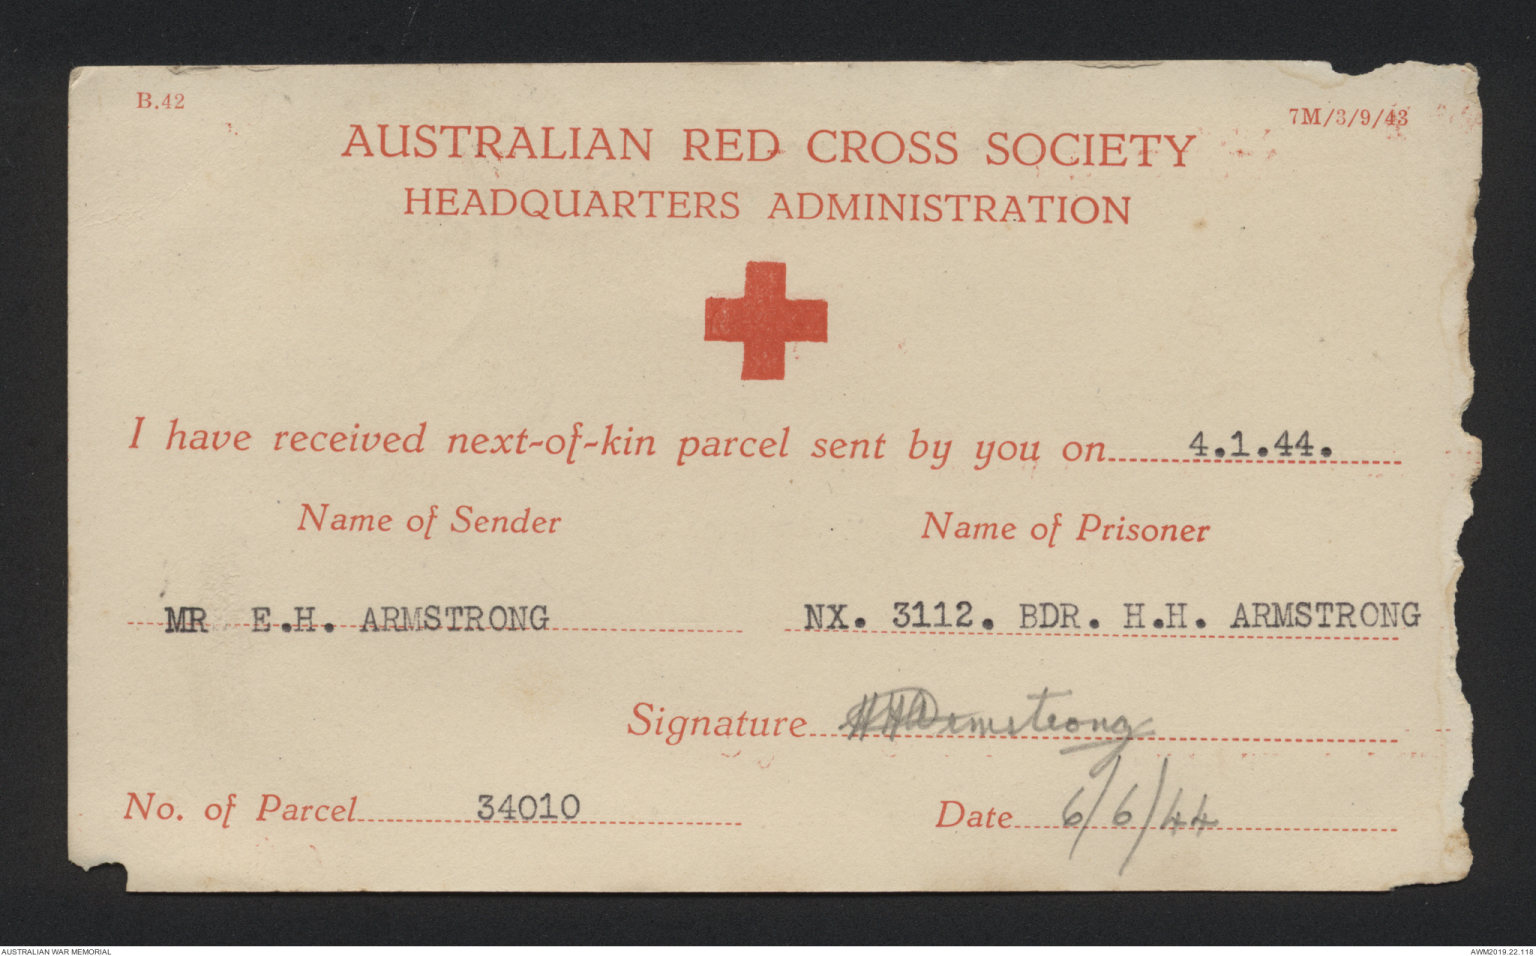 B.42
7M/3/9/43
AUSTRALIAN RED CROSS SOCIETY
HEADQUARTERS ADMINISTRATION
I have received next-of-kin parcel sent by you on 4.1.44.
Name of Sender Name of Prisoner
MR E.H. ARMSTRONG NX. 3112. BDR. H.H. ARMSTRONG
Signature HHArmstrong
No. of Parcel 34010 Date 6/6/44
AUSTRALIAN WAR MEMORIAL AWM2019.22.118